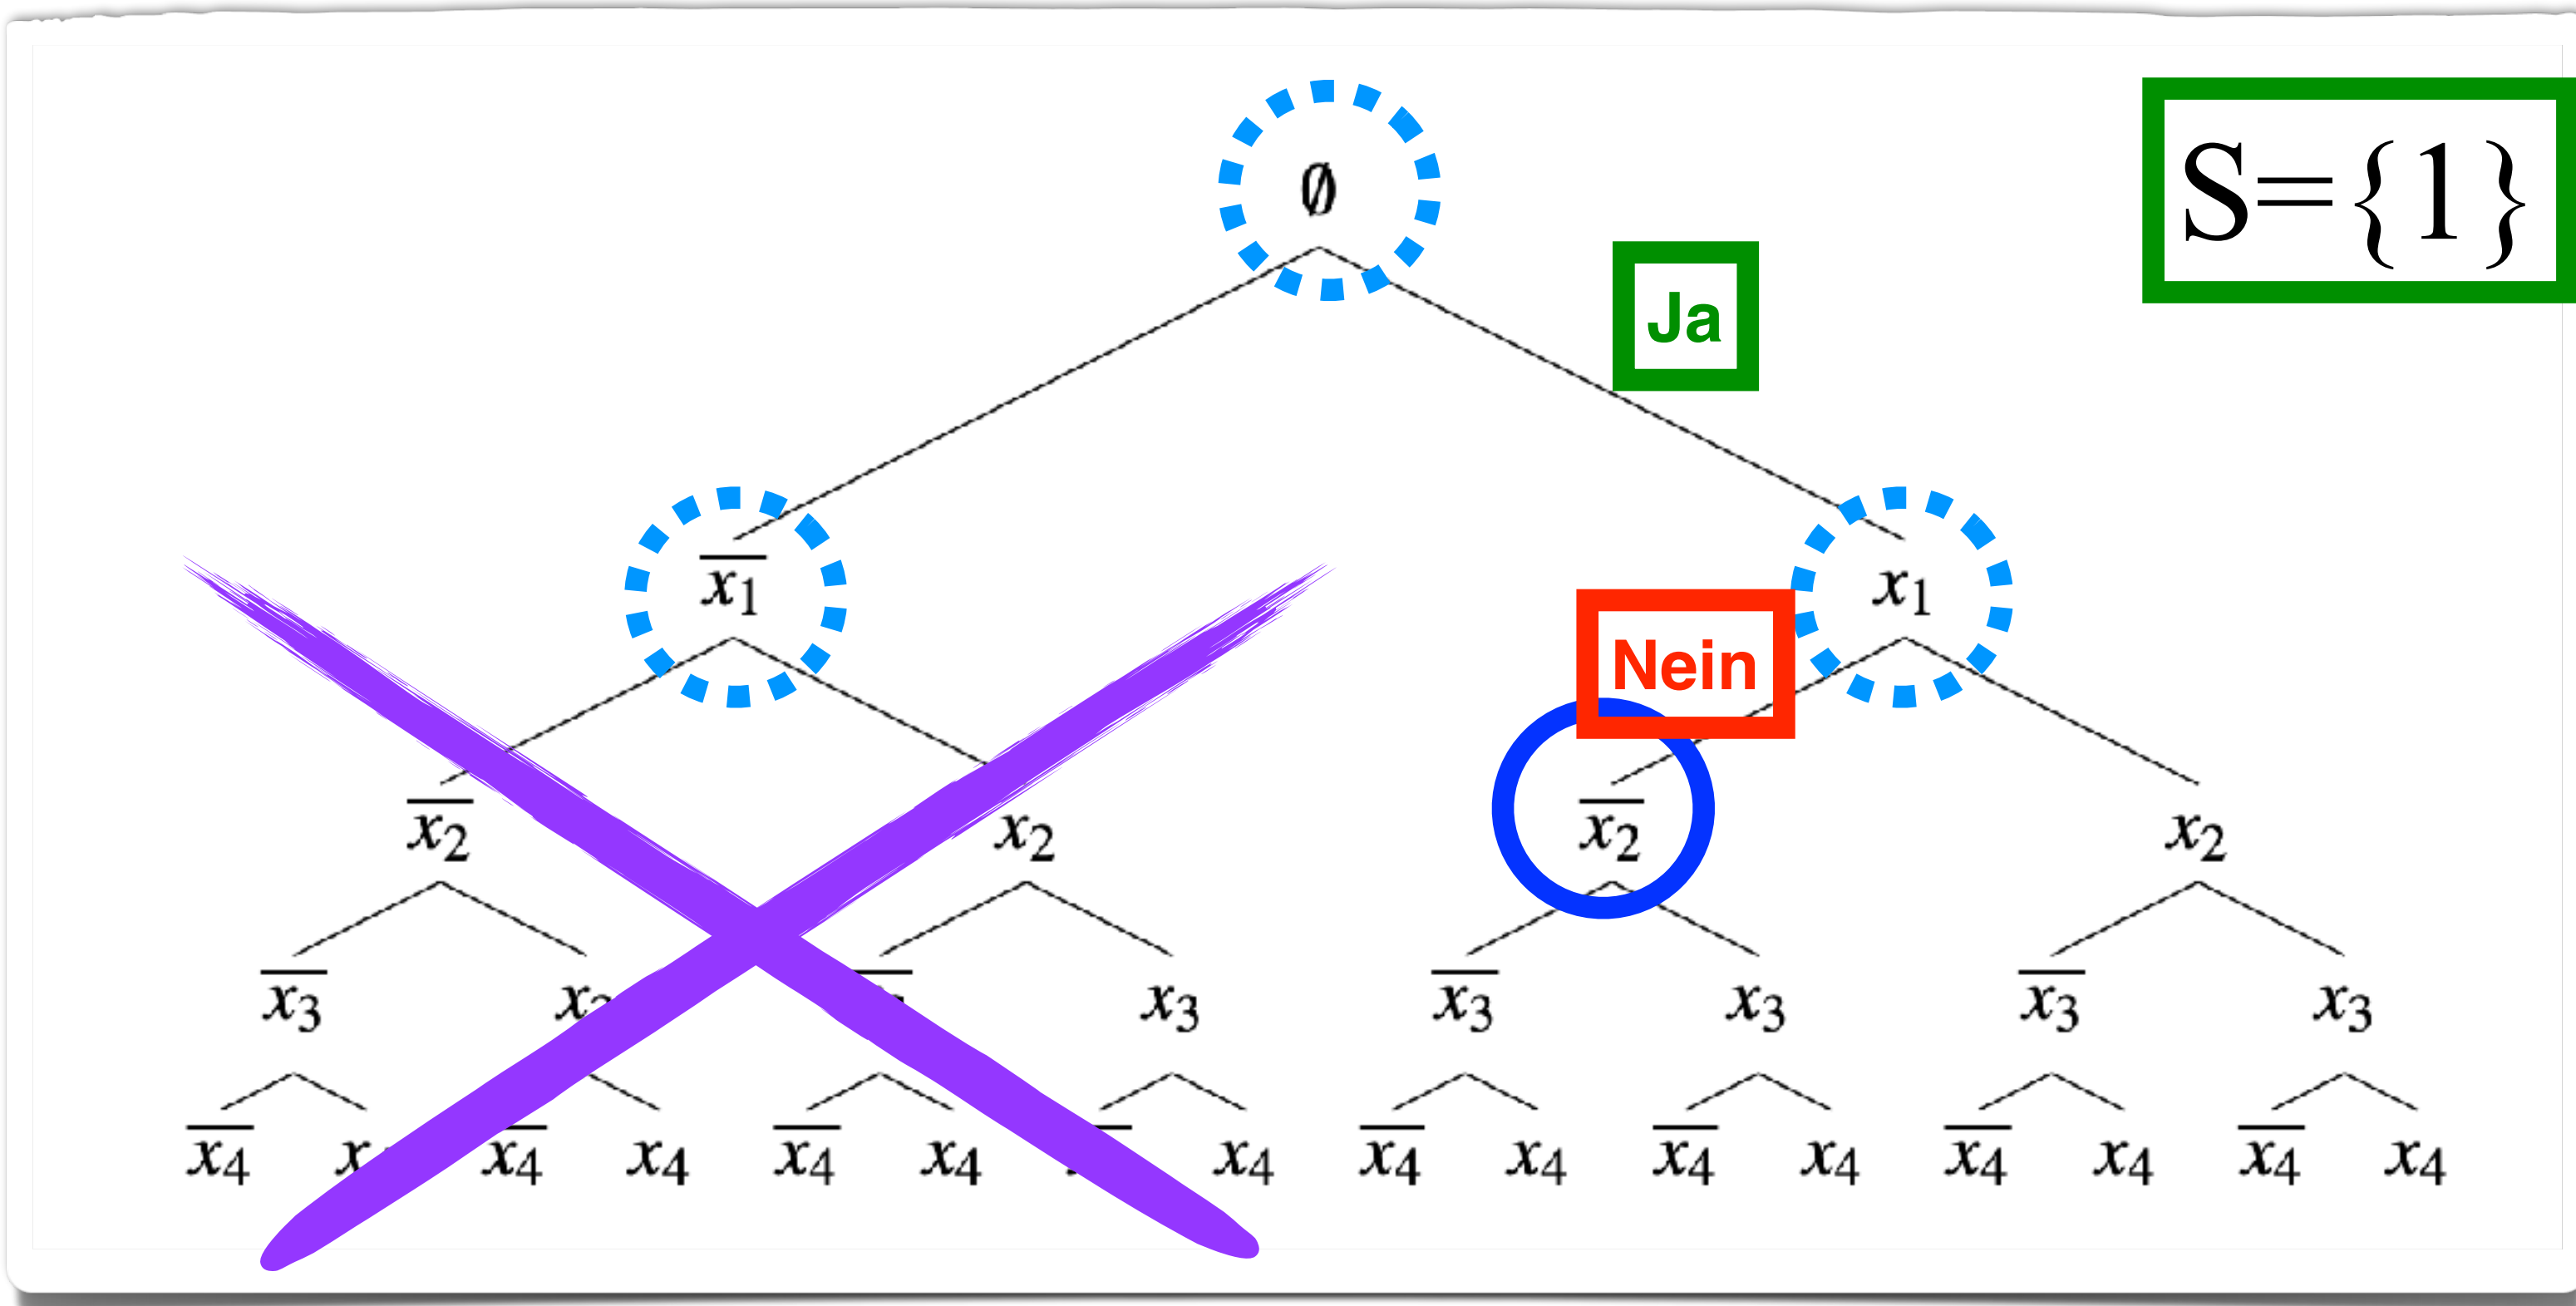 ∅
S={1}
Ja
x̅₁ x₁
Nein
x̅₂ x₂ x̅₂ x₂
x̅₃ x₃ x̅₃ x₃ x̅₃ x₃
x̅₄ x̅₄ x₄ x̅₄ x₄ x₄ x̅₄ x₄ x̅₄ x₄ x̅₄ x₄ x̅₄ x₄